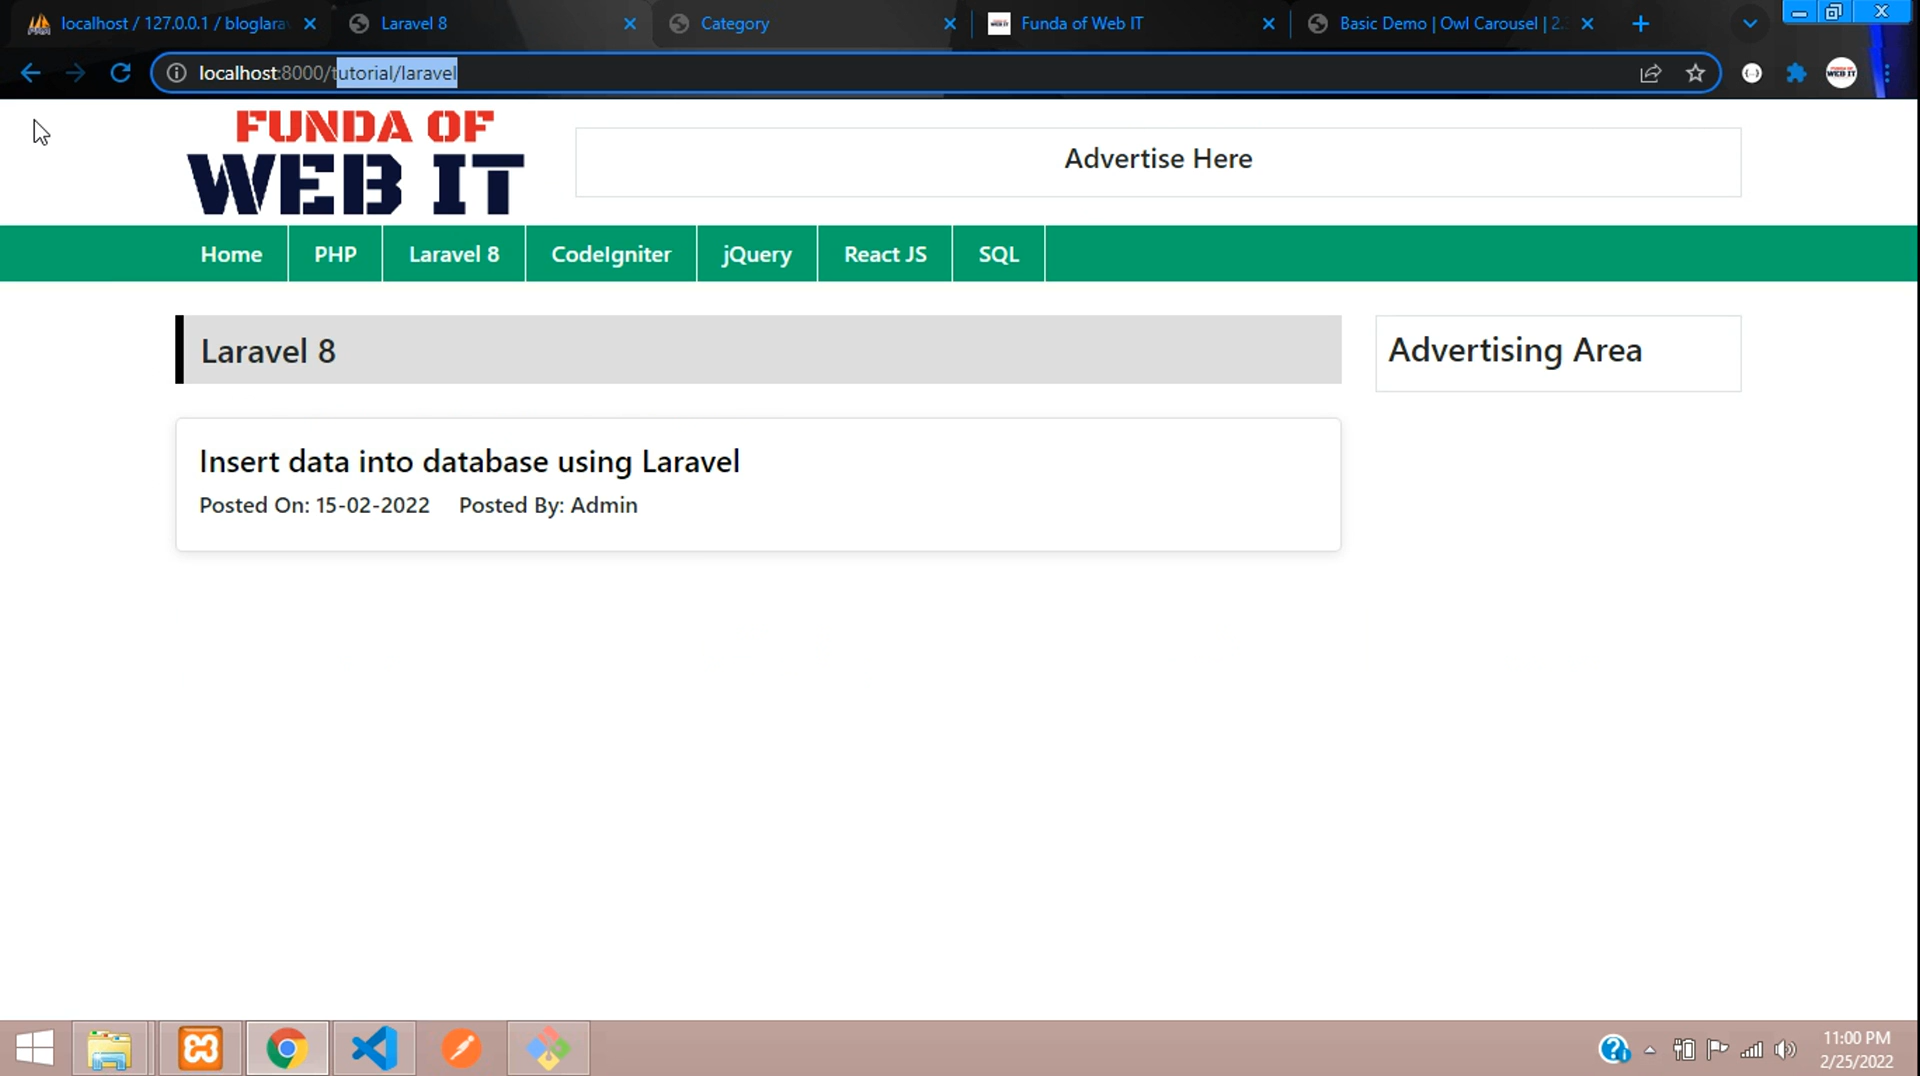 localhost / 127.0.0.1 / bloglarav
Laravel 8
Category
Funda of Web IT
Basic Demo | Owl Carousel | 2.
localhost:8000/tutorial/laravel
FUNDA OF
WEB IT
Advertise Here
Home
PHP
Laravel 8
CodeIgniter
jQuery
React JS
SQL
Laravel 8
Advertising Area
Insert data into database using Laravel
Posted On: 15-02-2022 Posted By: Admin
11:00 PM
2/25/2022